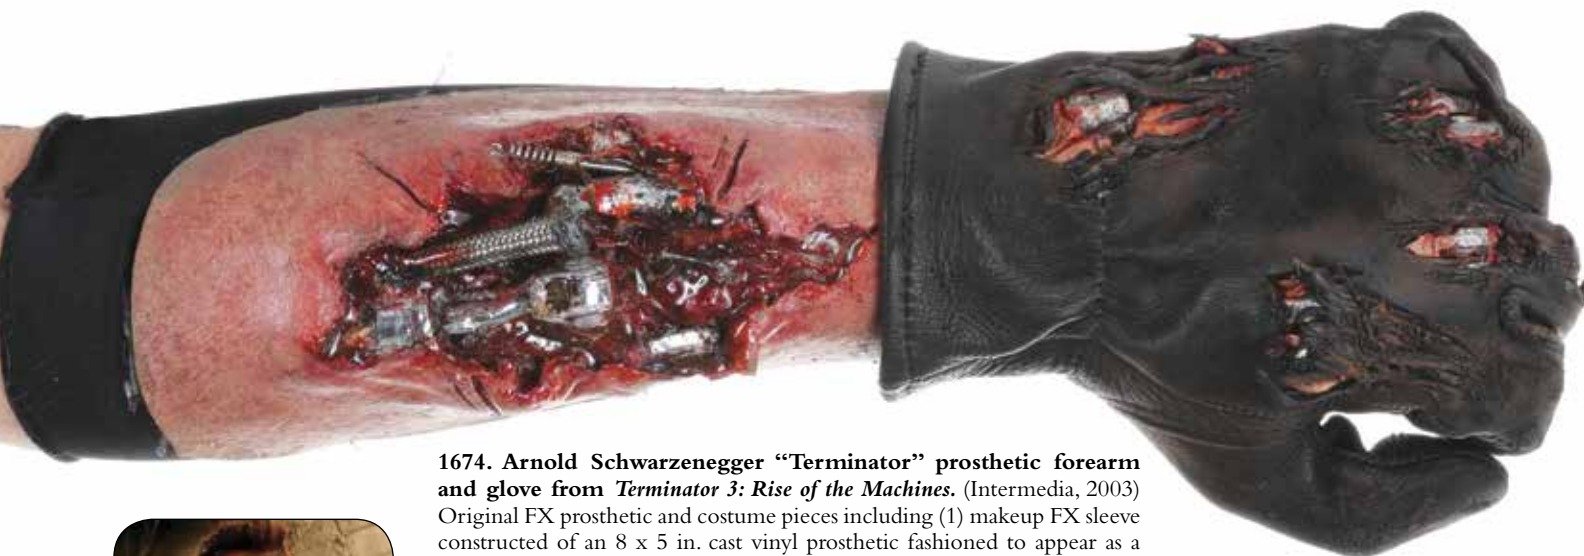 1674. Arnold Schwarzenegger “Terminator” prosthetic forearm
and glove from Terminator 3: Rise of the Machines. (Intermedia, 2003)
Original FX prosthetic and costume pieces including (1) makeup FX sleeve
constructed of an 8 x 5 in. cast vinyl prosthetic fashioned to appear as a